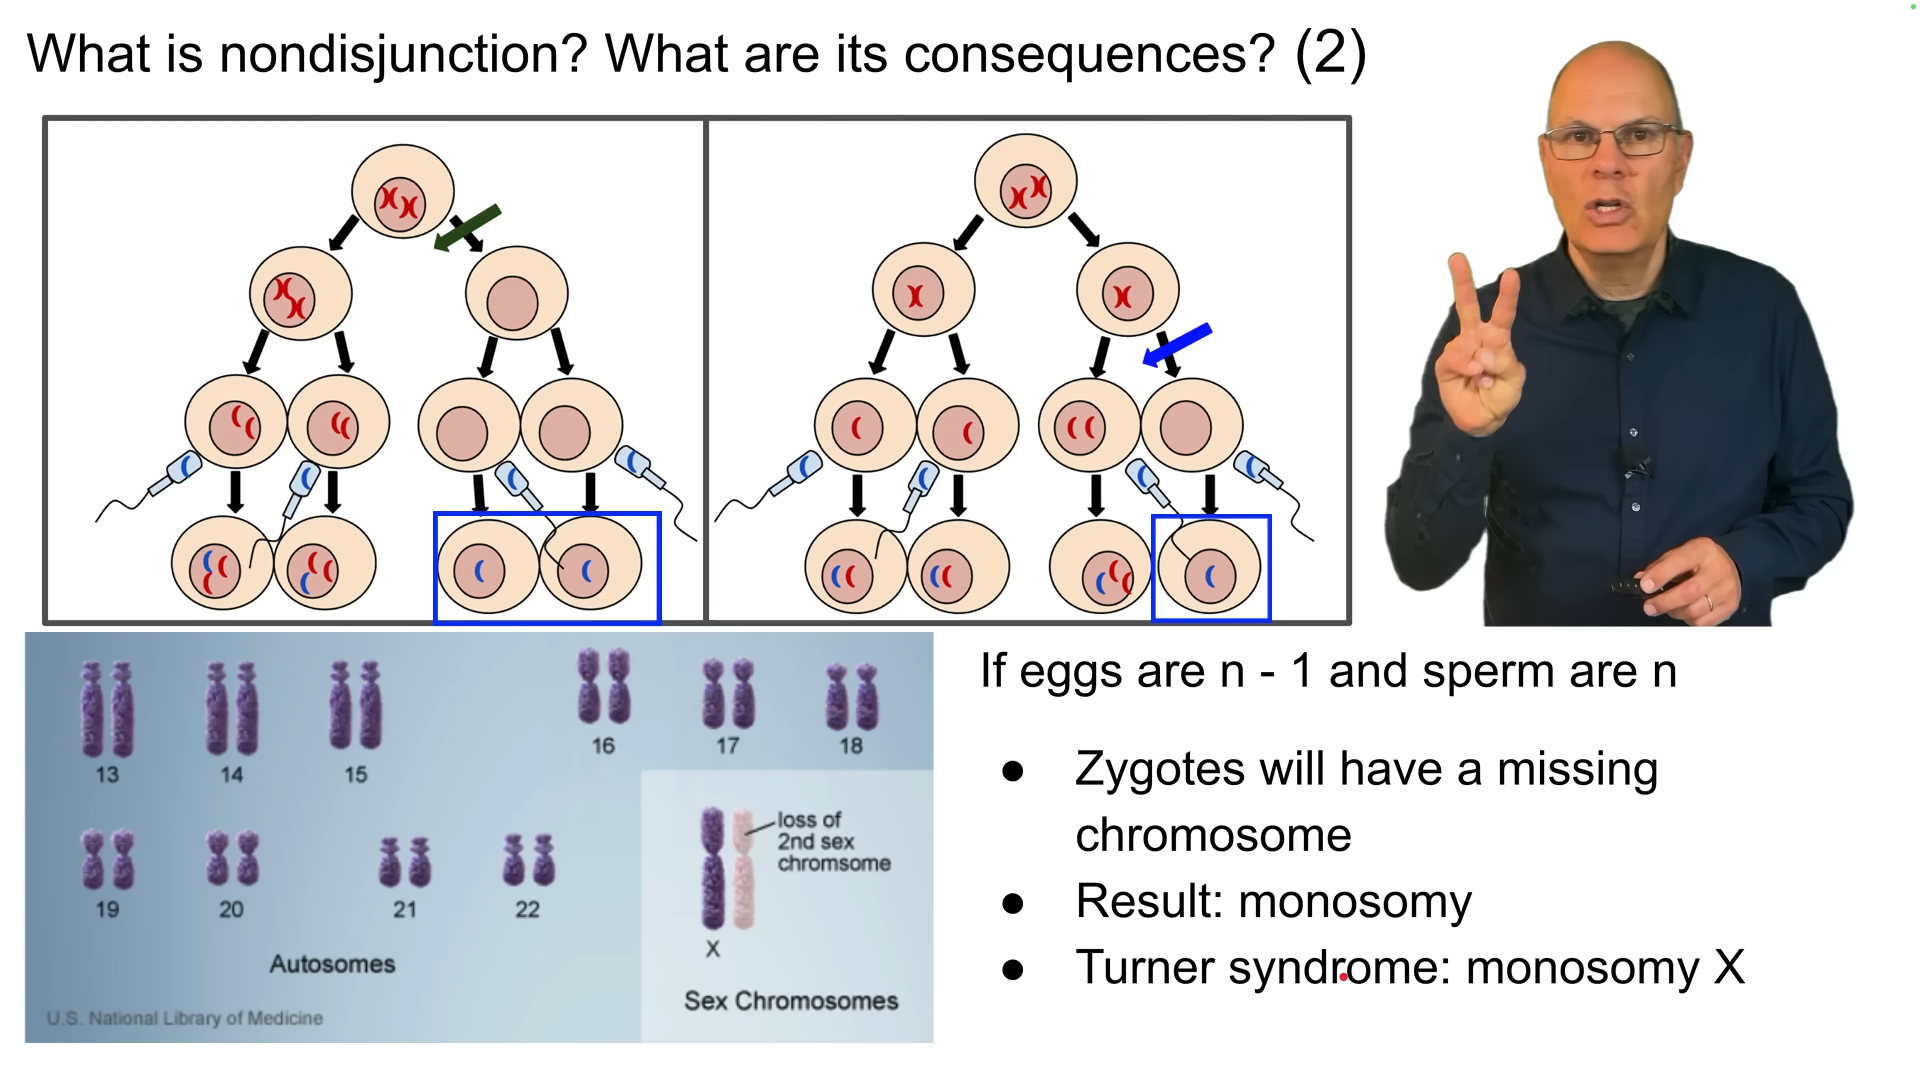 What is nondisjunction? What are its consequences? (2)
13
14
15
16
17
18
19
20
21
22
Autosomes
loss of
2nd sex
chromsome
X
Sex Chromosomes
U.S. National Library of Medicine
If eggs are n - 1 and sperm are n
● Zygotes will have a missing
chromosome
● Result: monosomy
● Turner syndrome: monosomy X